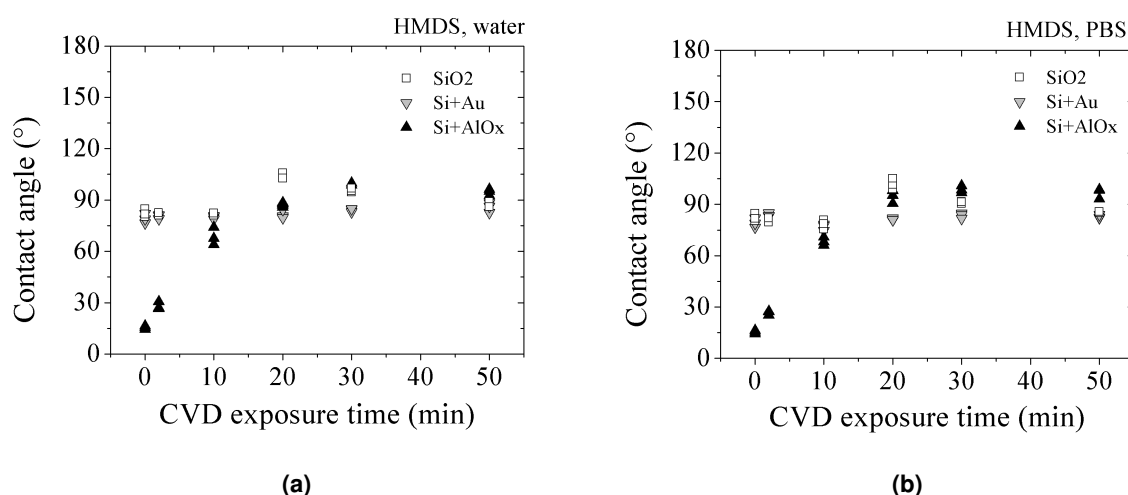 HMDS, water
180
150
120
90
60
30
0
Contact angle (°)
SiO2
Si+Au
Si+AlOx
0 10 20 30 40 50
CVD exposure time (min)
(a)
HMDS, PBS
180
150
120
90
60
30
0
Contact angle (°)
SiO2
Si+Au
Si+AlOx
0 10 20 30 40 50
CVD exposure time (min)
(b)